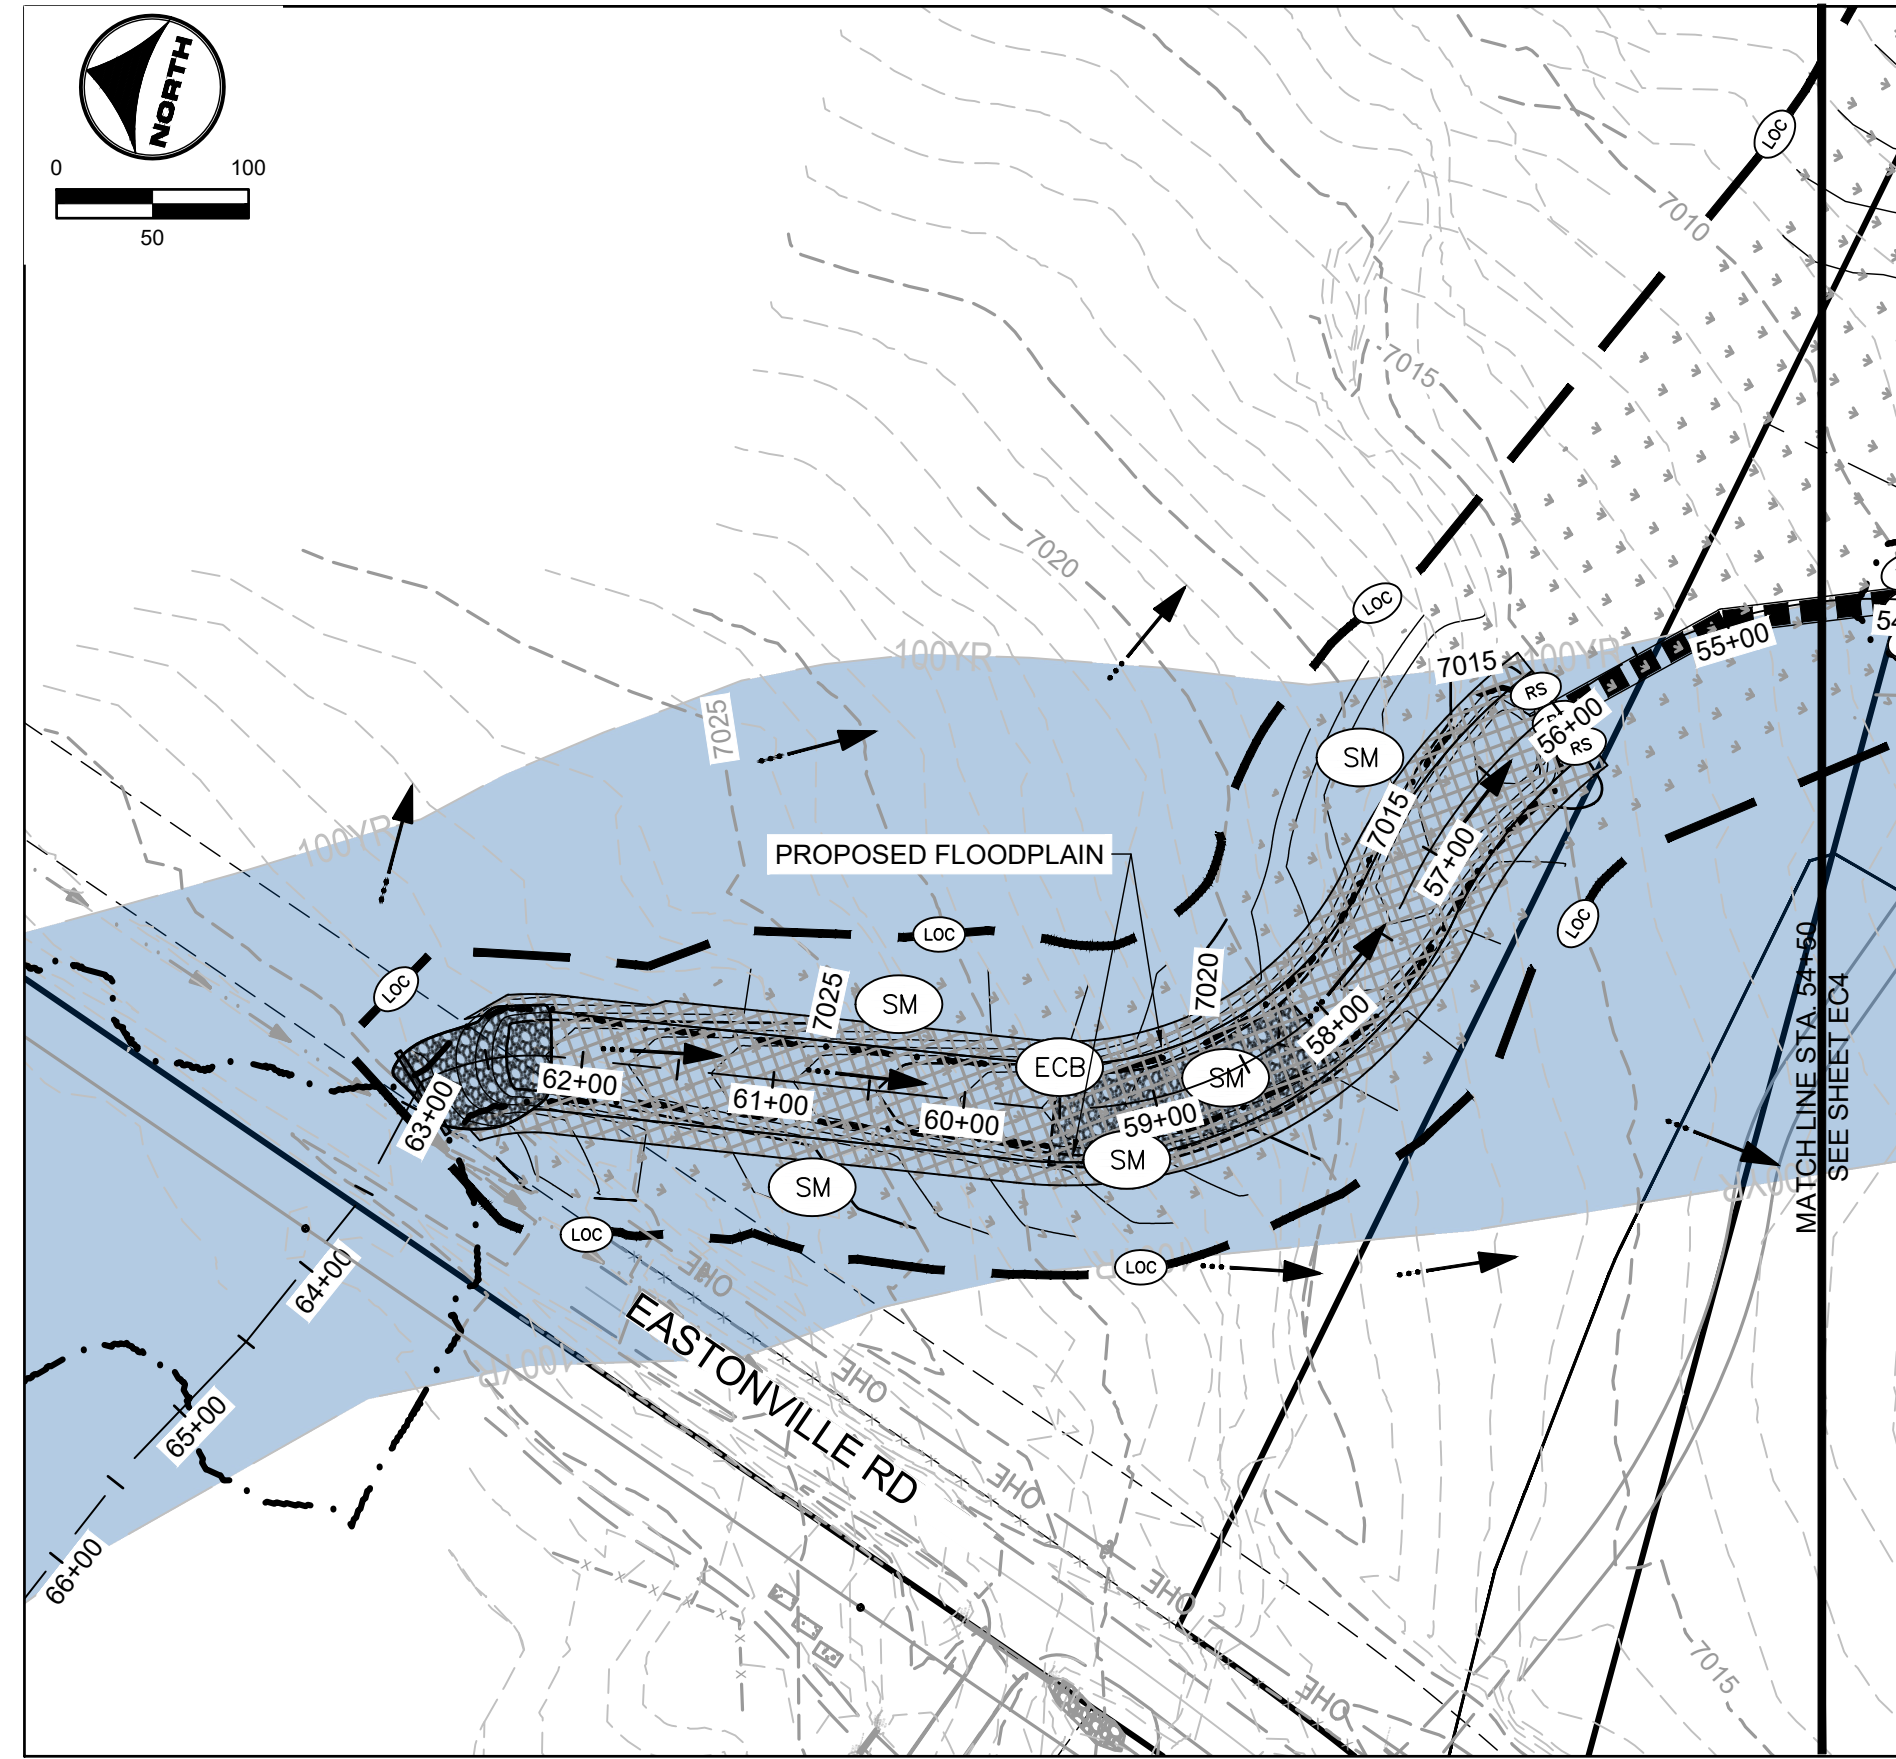 NORTH
0 100
50
LOC
7010
7015
7020
LOC
100YR
7015
100YR
55+00
54
RS
56+00
RS
7025
SM
7015
100YR
PROPOSED FLOODPLAIN
57+00
LOC
LOC
LOC
7025
SM
7020
58+00
MATCH LINE STA. 54+50
SEE SHEET EC4
ECB
SM
62+00
61+00
60+00
59+00
63+00
SM
SM
LOC
LOC
OHE
64+00
EASTONVILLE RD
100YR
OHE
65+00
OHE
66+00
OHE
OHE
7015